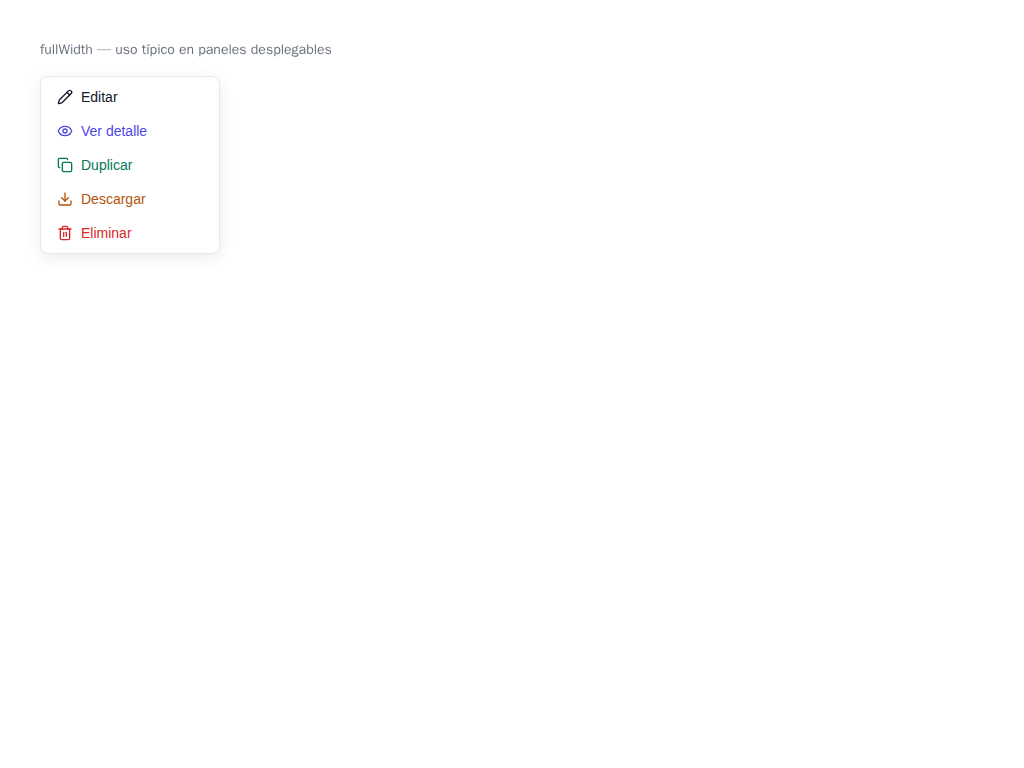 fullWidth — uso típico en paneles desplegables
Editar
Ver detalle
Duplicar
Descargar
Eliminar